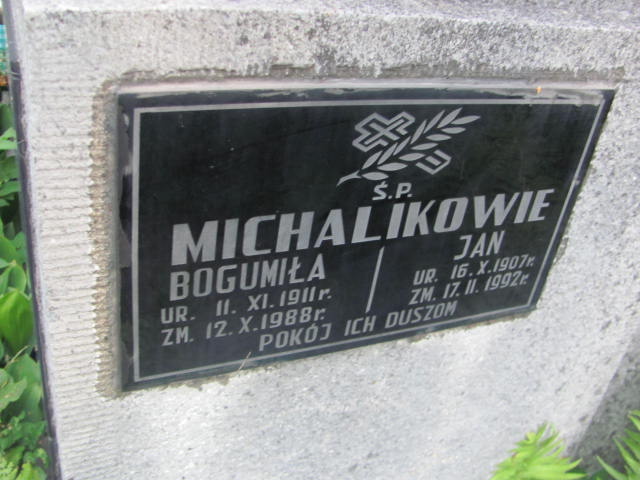 Ś.P.
MICHALIKOWIE
BOGUMIŁA
UR. 11. XI.1911r.
ZM. 12.X.1988r.
JAN
UR. 16.X.1907r.
ZM. 17.II.1992r.
POKÓJ ICH DUSZOM